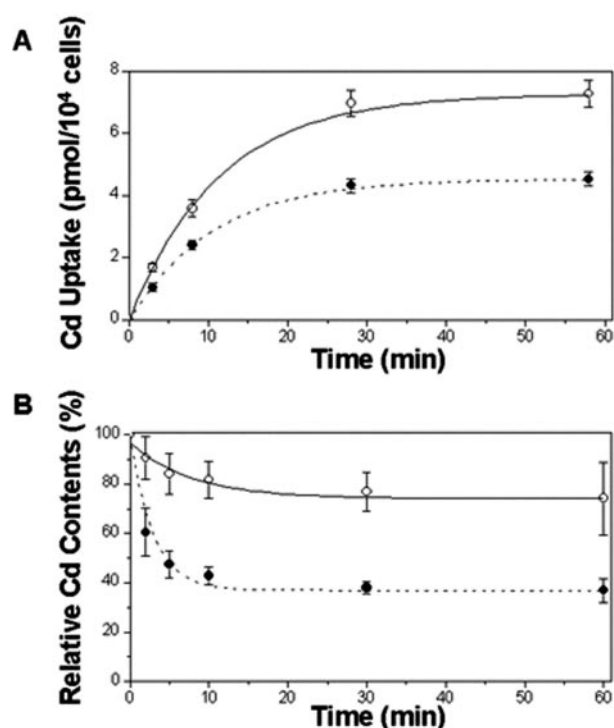 A
Cd Uptake (pmol/10⁴ cells)
8
6
4
2
0
0 10 20 30 40 50 60
Time (min)
B
Relative Cd Contents (%)
100
80
60
40
20
0
0 10 20 30 40 50 60
Time (min)